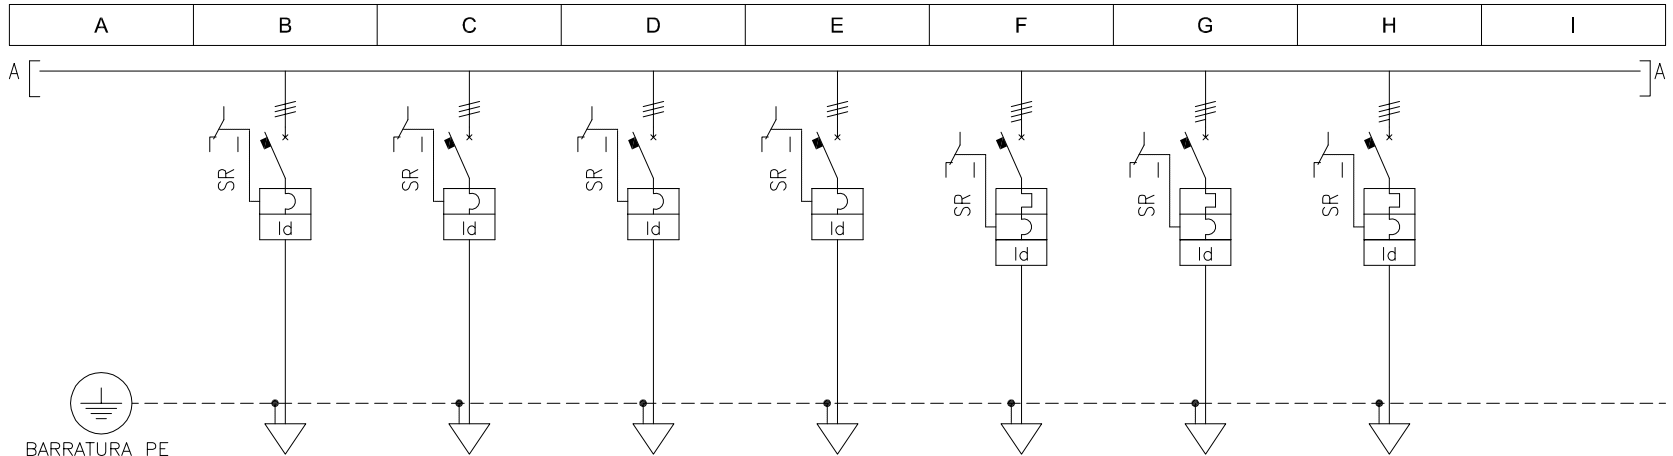 A B C D E F G H I
A A
SR SR SR SR
SR SR SR
Id Id Id Id
Id Id Id
BARRATURA PE